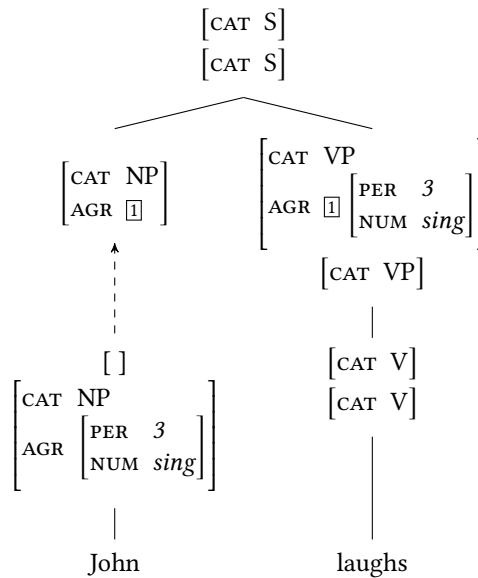 [CAT S]
[CAT S]
[CAT NP
AGR 1]
[CAT VP
AGR 1 [PER 3
NUM sing]]
[CAT VP]
[ ]
[CAT NP
AGR [PER 3
NUM sing]]
[CAT V]
[CAT V]
John laughs